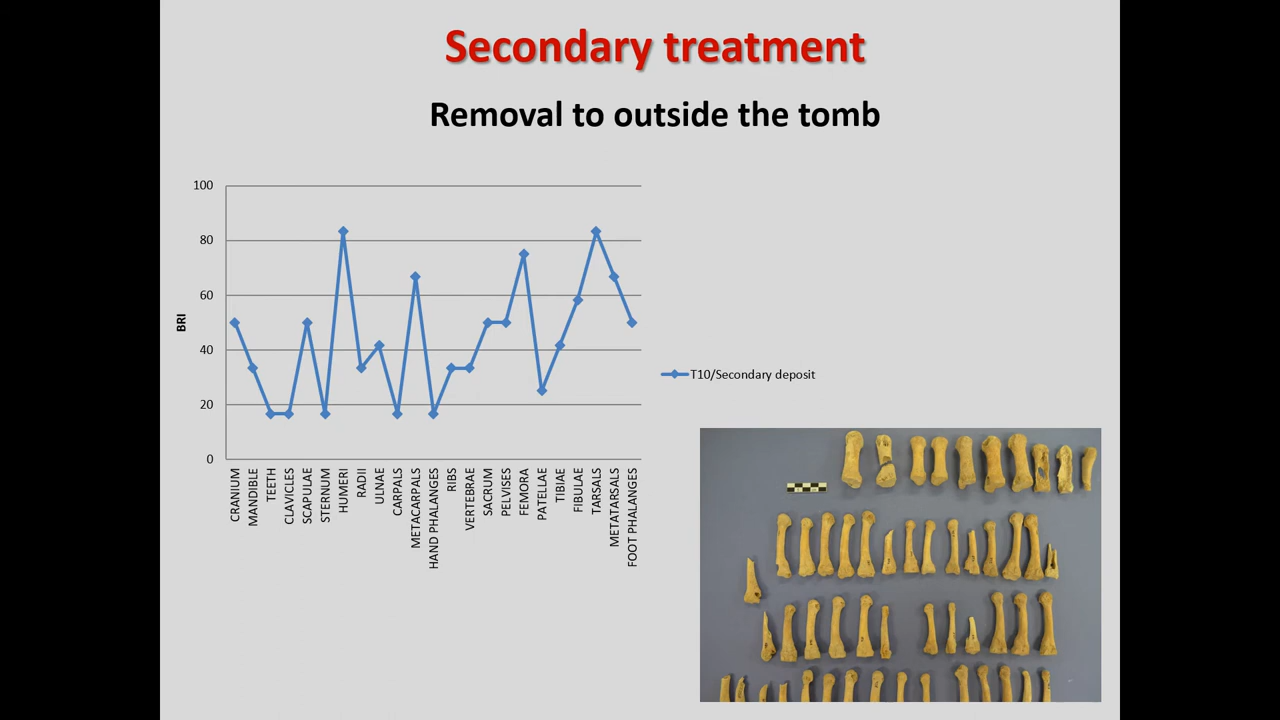 Secondary treatment
Removal to outside the tomb
100
80
60
40
20
0
BRI
CRANIUM
MANDIBLE
TEETH
CLAVICLES
SCAPULAE
STERNUM
HUMERI
RADII
ULNAE
CARPALS
METACARPALS
HAND PHALANGES
RIBS
VERTEBRAE
SACRUM
PELVISES
FEMORA
PATELLAE
TIBIAE
FIBULAE
TARSALS
METATARSALS
FOOT PHALANGES
T10/Secondary deposit